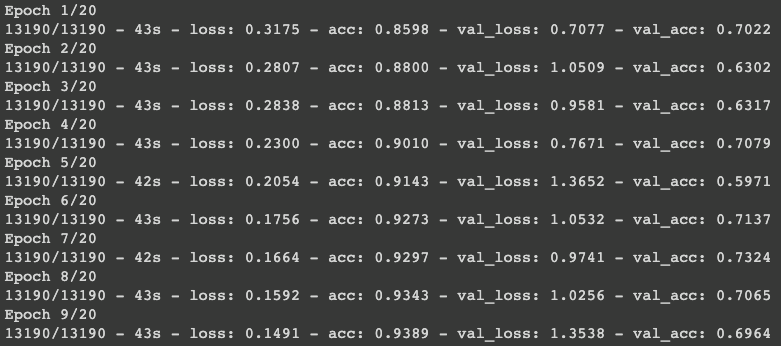 Epoch 1/20
13190/13190 - 43s - loss: 0.3175 - acc: 0.8598 - val_loss: 0.7077 - val_acc: 0.7022
Epoch 2/20
13190/13190 - 43s - loss: 0.2807 - acc: 0.8800 - val_loss: 1.0509 - val_acc: 0.6302
Epoch 3/20
13190/13190 - 43s - loss: 0.2838 - acc: 0.8813 - val_loss: 0.9581 - val_acc: 0.6317
Epoch 4/20
13190/13190 - 43s - loss: 0.2300 - acc: 0.9010 - val_loss: 0.7671 - val_acc: 0.7079
Epoch 5/20
13190/13190 - 42s - loss: 0.2054 - acc: 0.9143 - val_loss: 1.3652 - val_acc: 0.5971
Epoch 6/20
13190/13190 - 43s - loss: 0.1756 - acc: 0.9273 - val_loss: 1.0532 - val_acc: 0.7137
Epoch 7/20
13190/13190 - 42s - loss: 0.1664 - acc: 0.9297 - val_loss: 0.9741 - val_acc: 0.7324
Epoch 8/20
13190/13190 - 43s - loss: 0.1592 - acc: 0.9343 - val_loss: 1.0256 - val_acc: 0.7065
Epoch 9/20
13190/13190 - 43s - loss: 0.1491 - acc: 0.9389 - val_loss: 1.3538 - val_acc: 0.6964